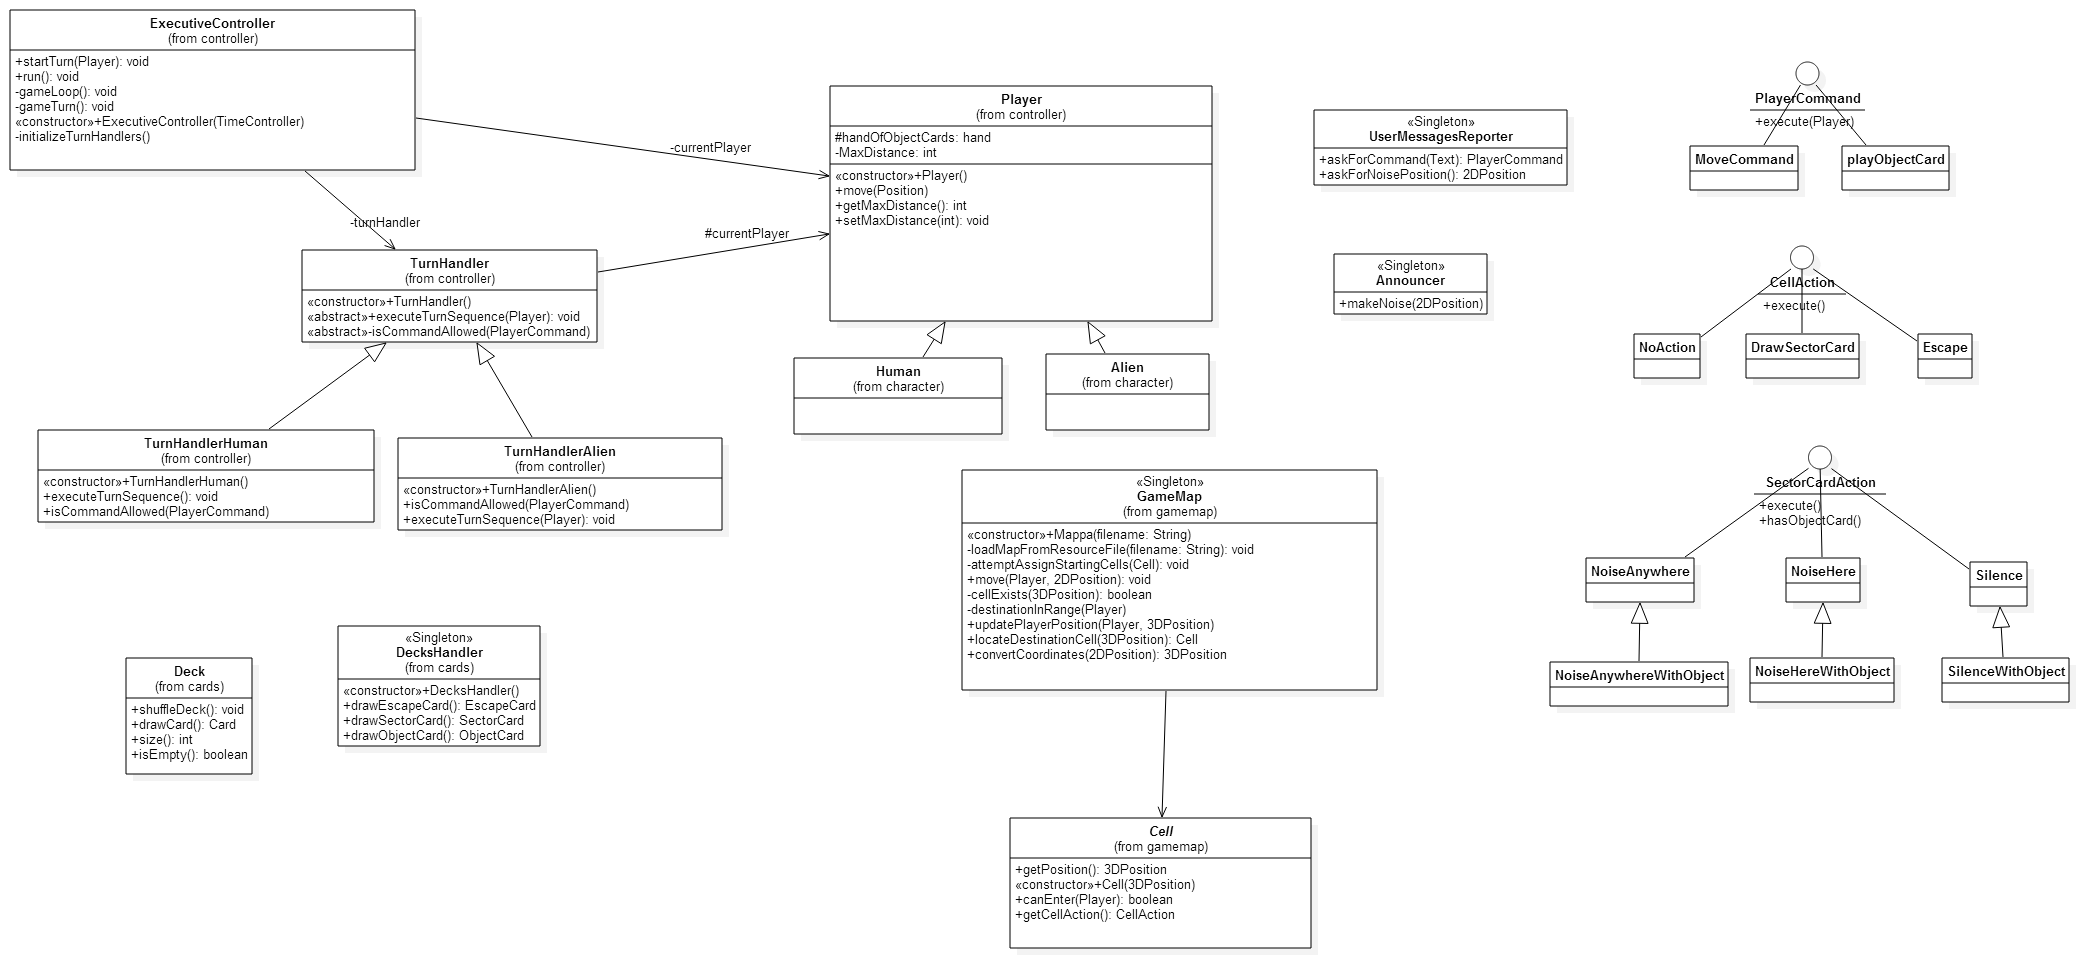 ExecutiveController
(from controller)
+startTurn(Player): void
+run(): void
-gameLoop(): void
-gameTurn(): void
«constructor»+ExecutiveController(TimeController)
-initializeTurnHandlers()
-currentPlayer
-turnHandler
#currentPlayer
TurnHandler
(from controller)
«constructor»+TurnHandler()
«abstract»+executeTurnSequence(Player): void
«abstract»-isCommandAllowed(PlayerCommand)
TurnHandlerHuman
(from controller)
«constructor»+TurnHandlerHuman()
+executeTurnSequence(): void
+isCommandAllowed(PlayerCommand)
TurnHandlerAlien
(from controller)
«constructor»+TurnHandlerAlien()
+isCommandAllowed(PlayerCommand)
+executeTurnSequence(Player): void
Player
(from controller)
#handOfObjectCards: hand
-MaxDistance: int
«constructor»+Player()
+move(Position)
+getMaxDistance(): int
+setMaxDistance(int): void
Human
(from character)
Alien
(from character)
«Singleton»
UserMessagesReporter
+askForCommand(Text): PlayerCommand
+askForNoisePosition(): 2DPosition
«Singleton»
Announcer
+makeNoise(2DPosition)
PlayerCommand
+execute(Player)
MoveCommand
playObjectCard
CellAction
+execute()
NoAction
DrawSectorCard
Escape
SectorCardAction
+execute()
+hasObjectCard()
NoiseAnywhere
NoiseHere
Silence
NoiseAnywhereWithObject
NoiseHereWithObject
SilenceWithObject
«Singleton»
GameMap
(from gamemap)
«constructor»+Mappa(filename: String)
-loadMapFromResourceFile(filename: String): void
-attemptAssignStartingCells(Cell): void
+move(Player, 2DPosition): void
-cellExists(3DPosition): boolean
-destinationInRange(Player)
+updatePlayerPosition(Player, 3DPosition)
+locateDestinationCell(3DPosition): Cell
+convertCoordinates(2DPosition): 3DPosition
Deck
(from cards)
+shuffleDeck(): void
+drawCard(): Card
+size(): int
+isEmpty(): boolean
«Singleton»
DecksHandler
(from cards)
«constructor»+DecksHandler()
+drawEscapeCard(): EscapeCard
+drawSectorCard(): SectorCard
+drawObjectCard(): ObjectCard
Cell
(from gamemap)
+getPosition(): 3DPosition
«constructor»+Cell(3DPosition)
+canEnter(Player): boolean
+getCellAction(): CellAction